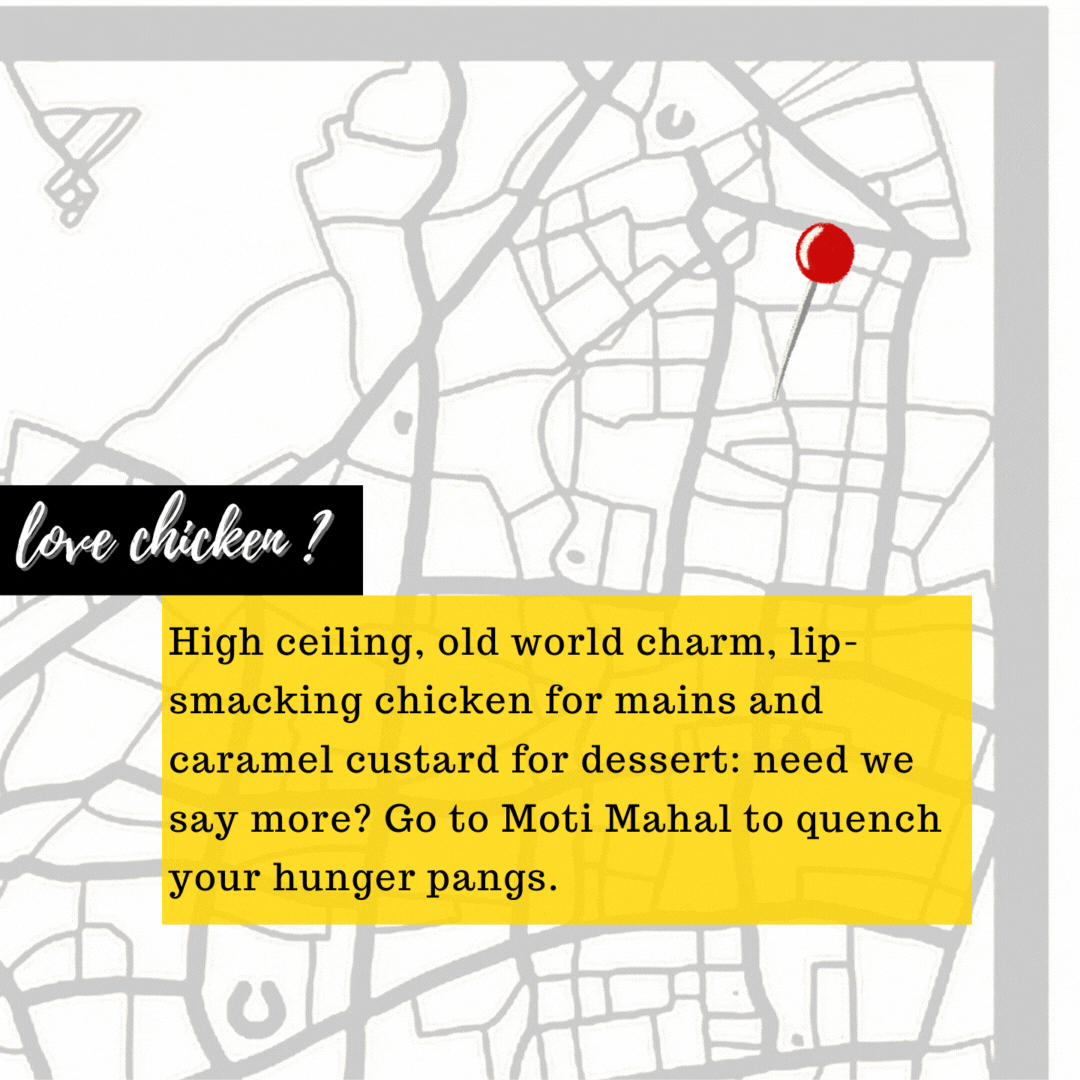 love chicken ?
High ceiling, old world charm, lip-
smacking chicken for mains and
caramel custard for dessert: need we
say more? Go to Moti Mahal to quench
your hunger pangs.